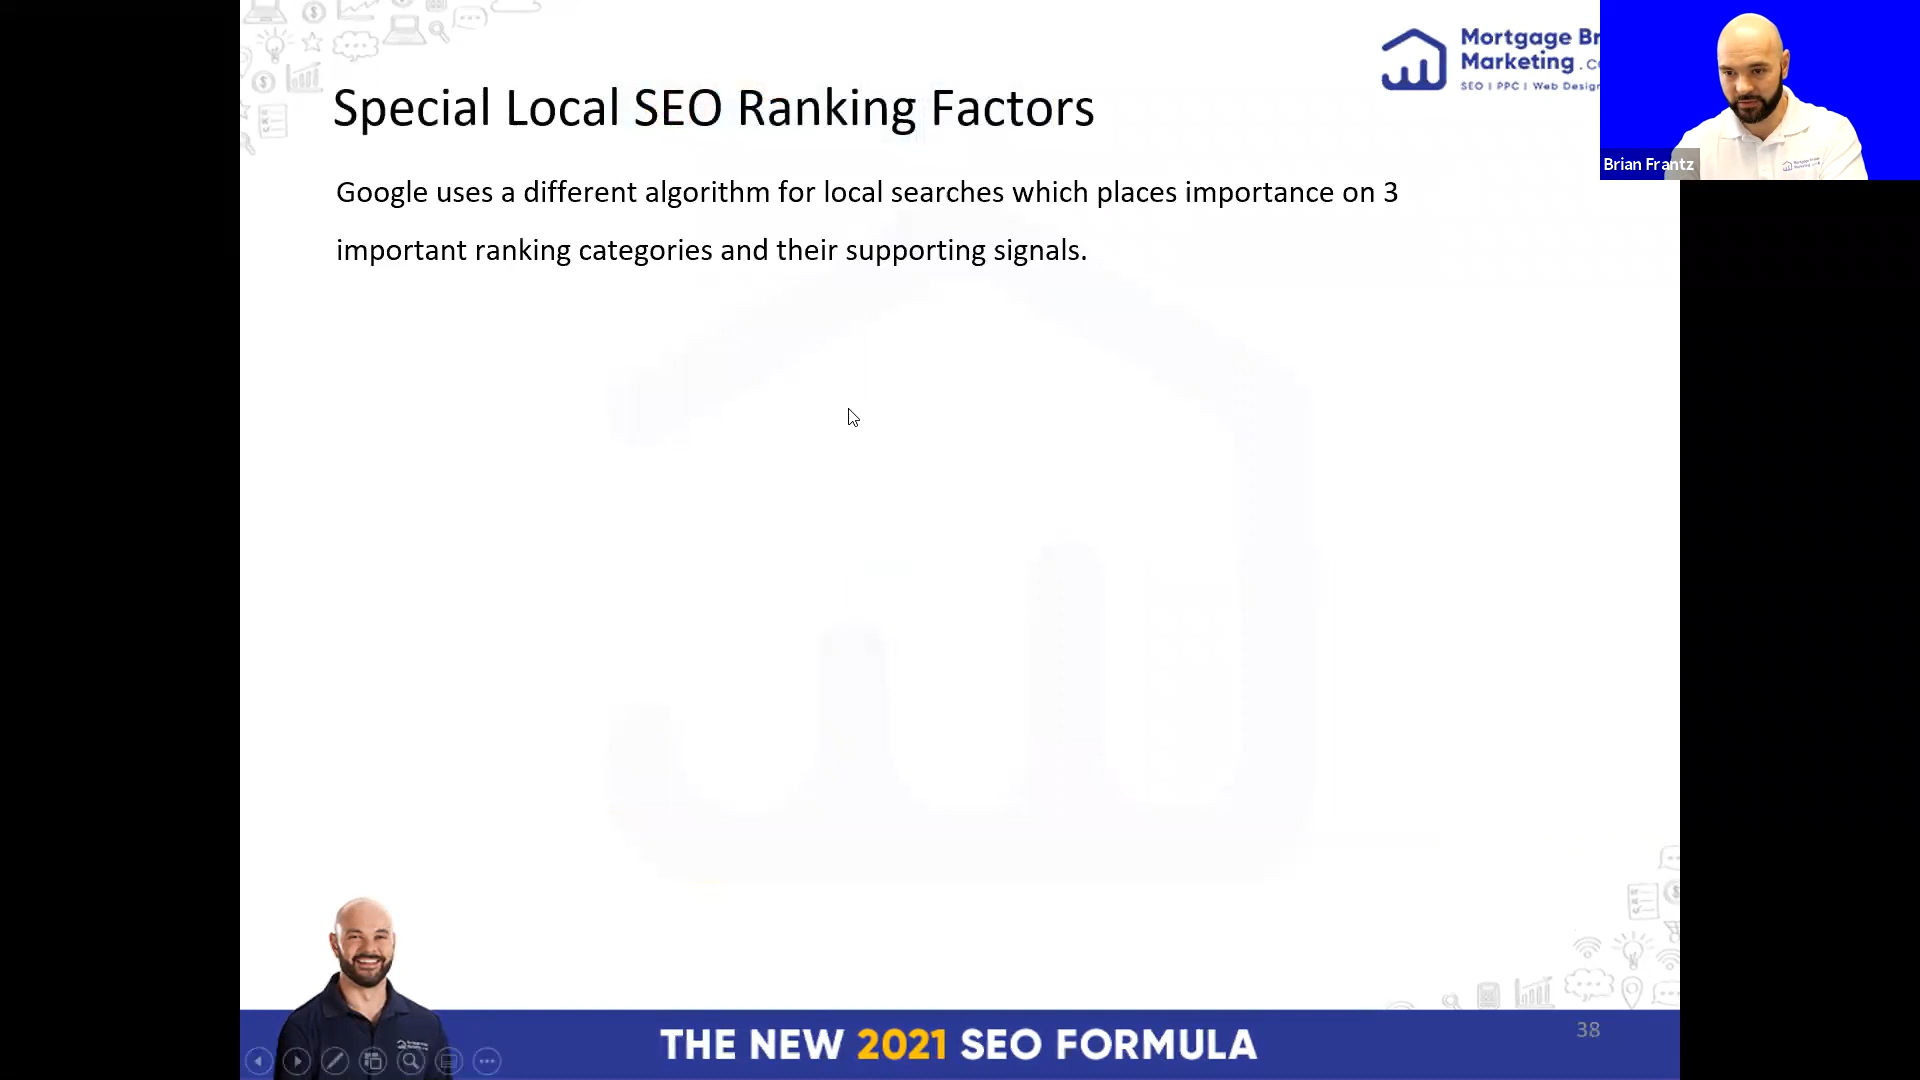 Special Local SEO Ranking Factors
Google uses a different algorithm for local searches which places importance on 3
important ranking categories and their supporting signals.
Mortgage Br
Marketing .c
SEO | PPC | Web Design
Brian Frantz
THE NEW 2021 SEO FORMULA
38